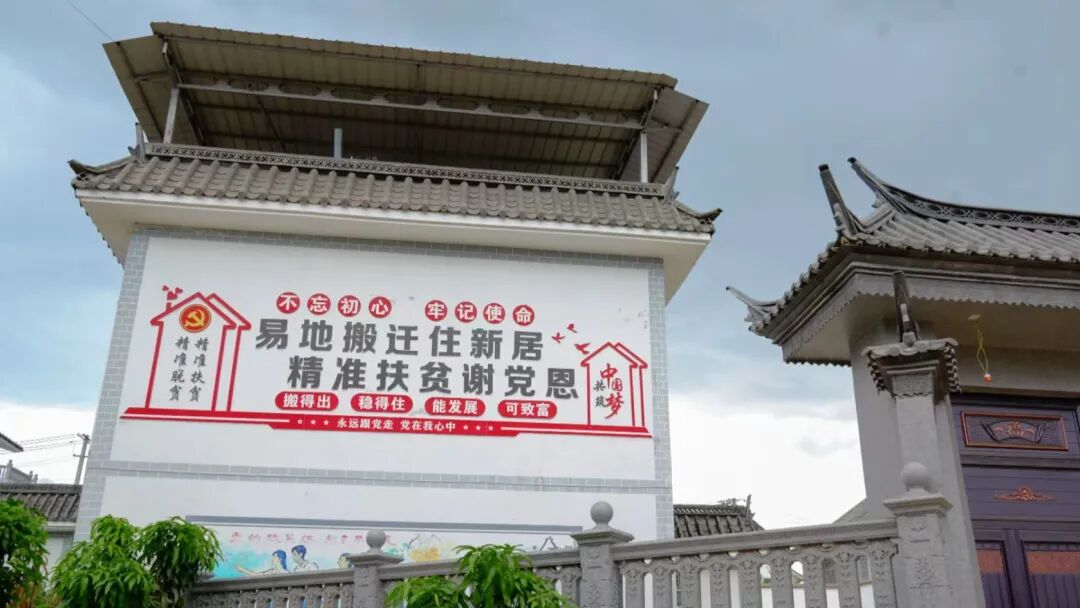 不忘初心 牢记使命
易地搬迁住新居
精准扶贫谢党恩
搬得出 稳得住 能发展 可致富
永远跟党走 党在我心中
精准扶贫
精准脱贫
中国梦
共筑
福